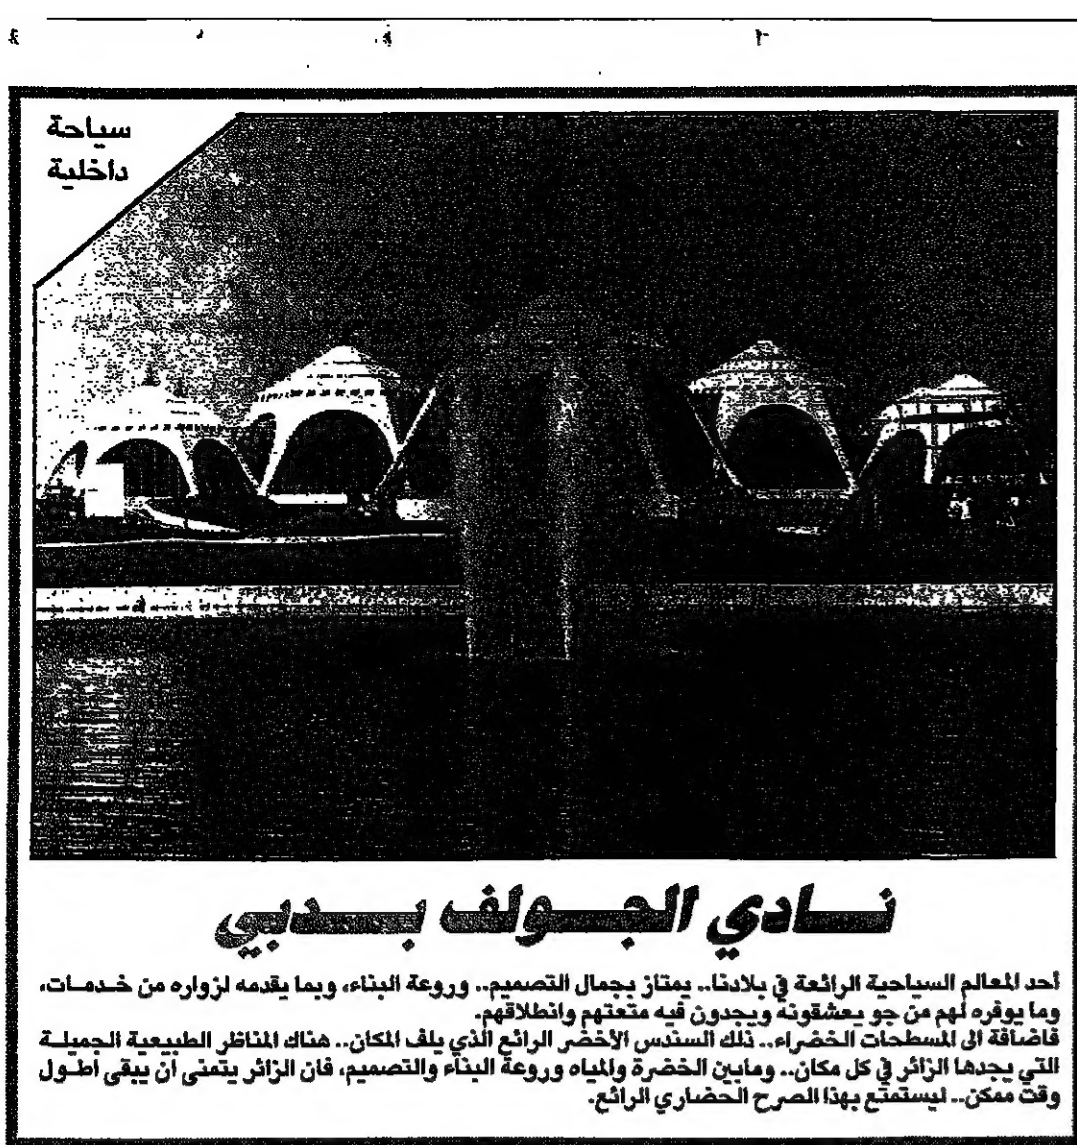 سياحة
داخلية
نادي الجولف بدبي
أحد المعالم السياحية الرائعة في بلادنا.. يمتاز بجمال التصميم.. وروعة البناء، وبما يقدمه لزواره من خدمات،
وما يوفره لهم من جو يعشقونه ويجدون فيه متعتهم وانطلاقهم.
فاضافة الى المسطحات الخضراء.. ذلك السندس الأخضر الرائع الذي يلف المكان.. هناك المناظر الطبيعية الجميلة
التي يجدها الزائر في كل مكان.. ومابين الخضرة والمياه وروعة البناء والتصميم، فان الزائر يتمنى أن يبقى أطول
وقت ممكن.. ليستمتع بهذا الصرح الحضاري الرائع.